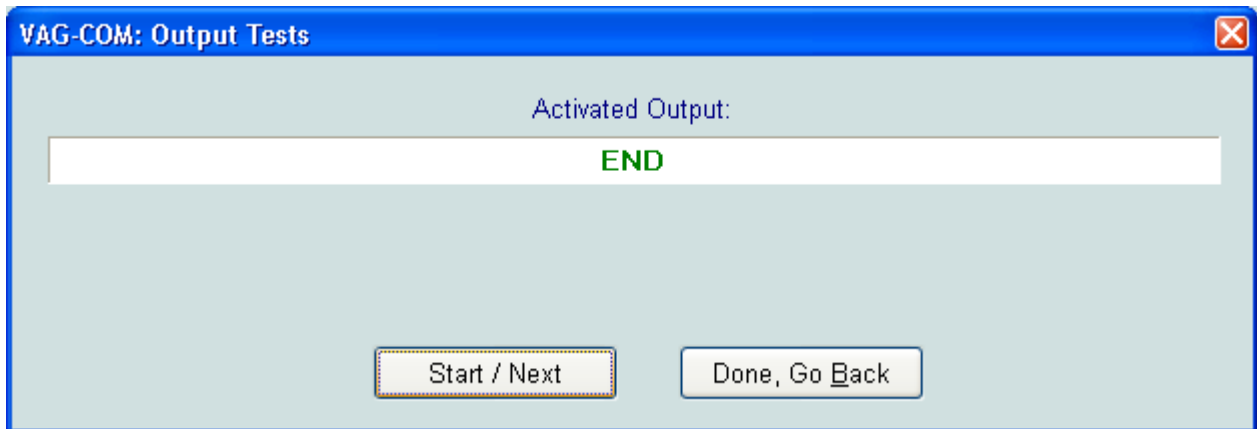 VAG-COM: Output Tests
Activated Output:
END
Start / Next
Done, Go Back